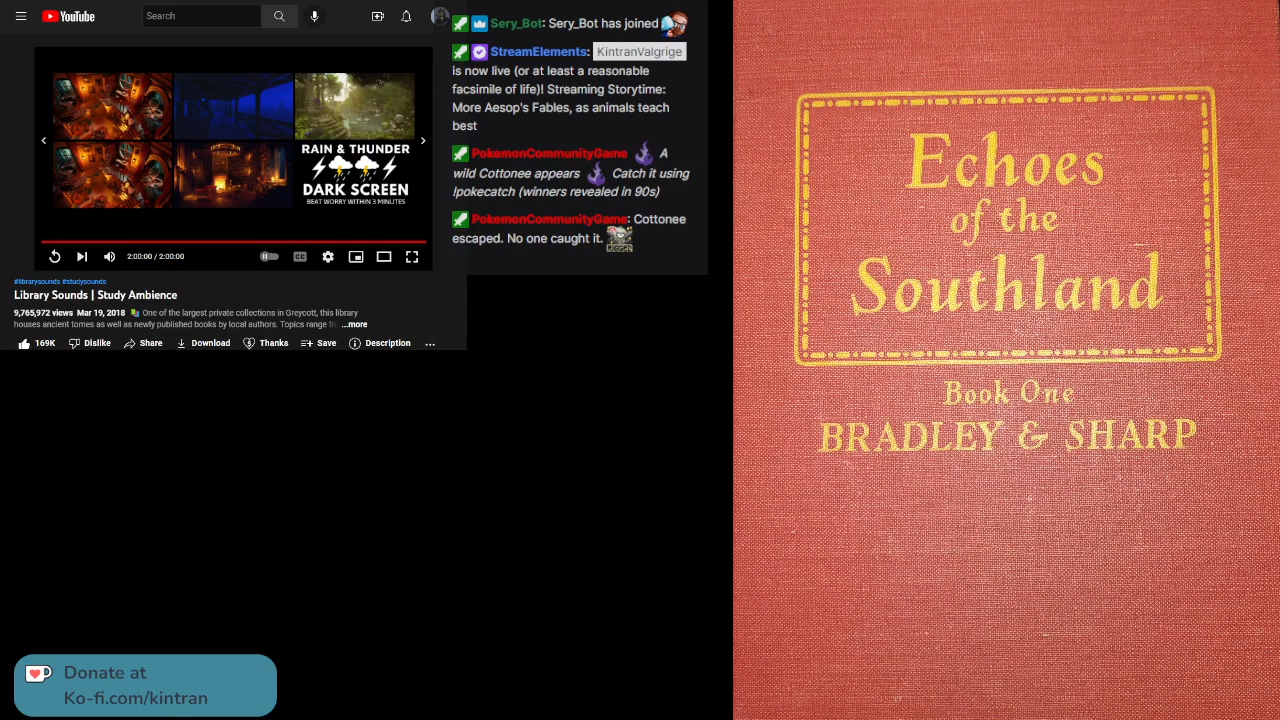 YouTube
Search
RAIN & THUNDER
DARK SCREEN
BEAT WORRY WITHIN 3 MINUTES
2:00:00 / 2:00:00
CC
#librarysounds #studysounds
Library Sounds | Study Ambience
9,765,972 views Mar 19, 2018 One of the largest private collections in Greycott, this library
houses ancient tomes as well as newly published books by local authors. Topics range ...more
169K Dislike Share Download Thanks Save Description
Sery_Bot: Sery_Bot has joined
StreamElements: KintranValgrige
is now live (or at least a reasonable
facsimile of life)! Streaming Storytime:
More Aesop's Fables, as animals teach
best
PokemonCommunityGame A
wild Cottonee appears Catch it using
!pokecatch (winners revealed in 90s)
PokemonCommunityGame: Cottonee
escaped. No one caught it.
Echoes
of the
Southland
Book One
BRADLEY & SHARP
Donate at
Ko-fi.com/kintran